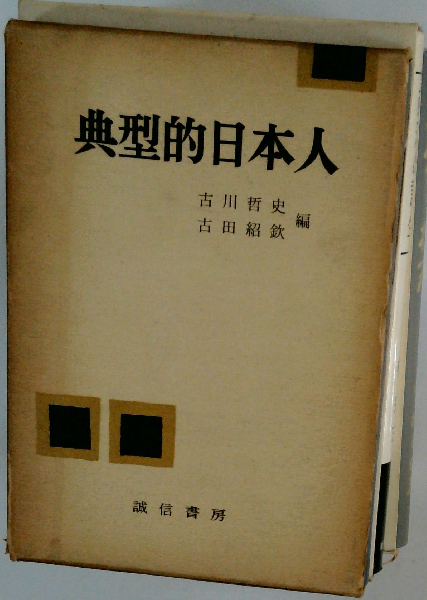 典型的日本人
古川哲史
古田紹欽
編
誠信書房